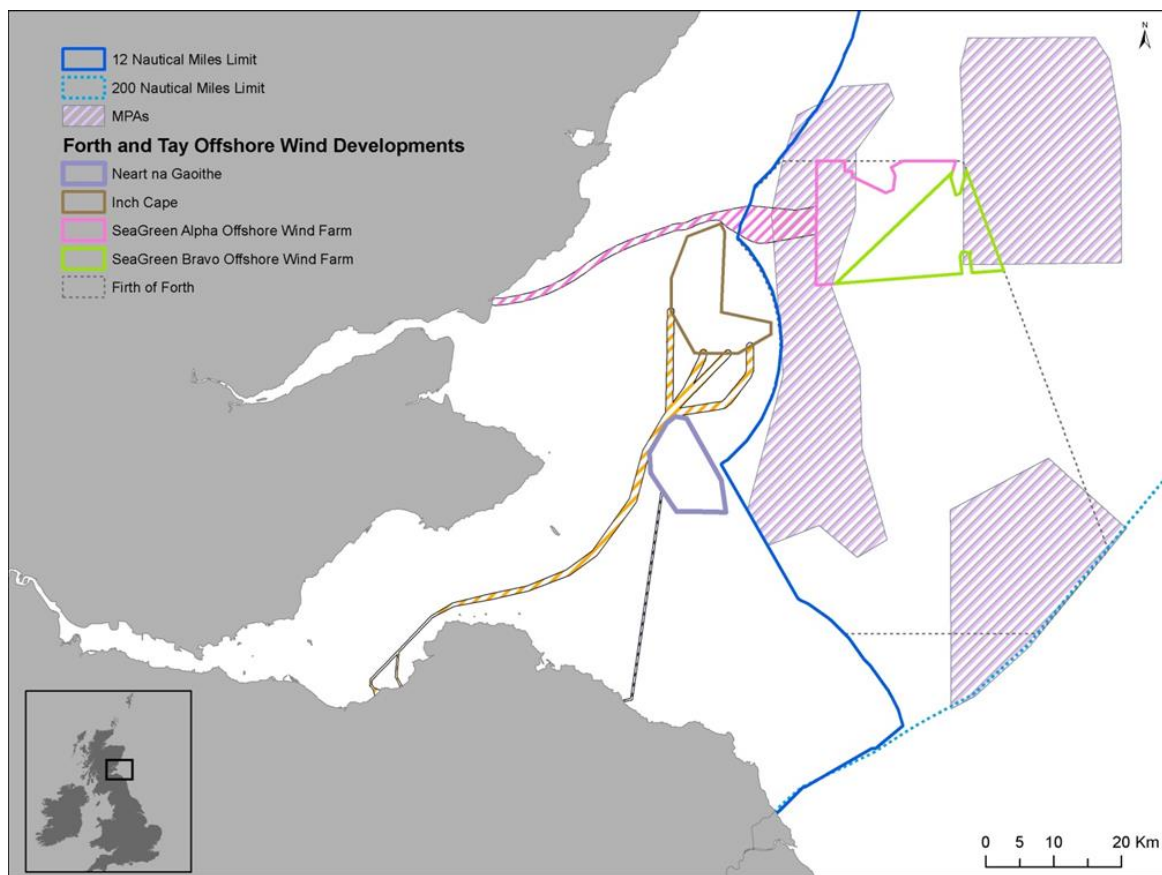 12 Nautical Miles Limit
200 Nautical Miles Limit
MPAs
Forth and Tay Offshore Wind Developments
Neart na Gaoithe
Inch Cape
SeaGreen Alpha Offshore Wind Farm
SeaGreen Bravo Offshore Wind Farm
Firth of Forth
N
0 5 10 20 Km